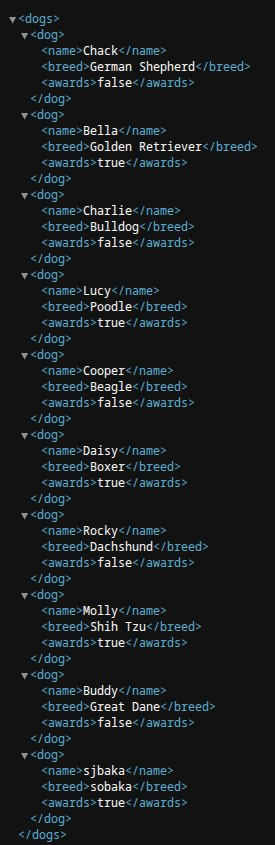 <dogs>
<dog>
<name>Chack</name>
<breed>German Shepherd</breed>
<awards>false</awards>
</dog>
<dog>
<name>Bella</name>
<breed>Golden Retriever</breed>
<awards>true</awards>
</dog>
<dog>
<name>Charlie</name>
<breed>Bulldog</breed>
<awards>false</awards>
</dog>
<dog>
<name>Lucy</name>
<breed>Poodle</breed>
<awards>true</awards>
</dog>
<dog>
<name>Cooper</name>
<breed>Beagle</breed>
<awards>false</awards>
</dog>
<dog>
<name>Daisy</name>
<breed>Boxer</breed>
<awards>true</awards>
</dog>
<dog>
<name>Rocky</name>
<breed>Dachshund</breed>
<awards>false</awards>
</dog>
<dog>
<name>Molly</name>
<breed>Shih Tzu</breed>
<awards>true</awards>
</dog>
<dog>
<name>Buddy</name>
<breed>Great Dane</breed>
<awards>false</awards>
</dog>
<dog>
<name>sjbaka</name>
<breed>sobaka</breed>
<awards>true</awards>
</dog>
</dogs>